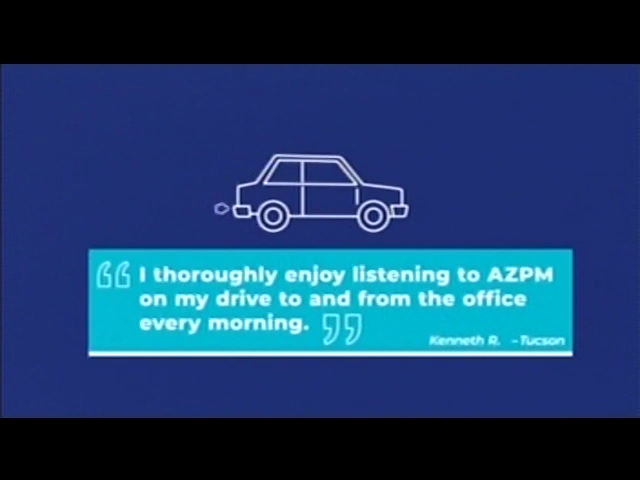 “I thoroughly enjoy listening to AZPM
on my drive to and from the office
every morning.”
Kenneth R. -Tucson